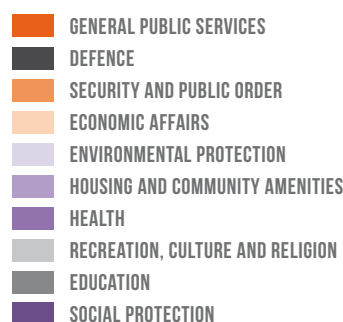 GENERAL PUBLIC SERVICES
DEFENCE
SECURITY AND PUBLIC ORDER
ECONOMIC AFFAIRS
ENVIRONMENTAL PROTECTION
HOUSING AND COMMUNITY AMENITIES
HEALTH
RECREATION, CULTURE AND RELIGION
EDUCATION
SOCIAL PROTECTION